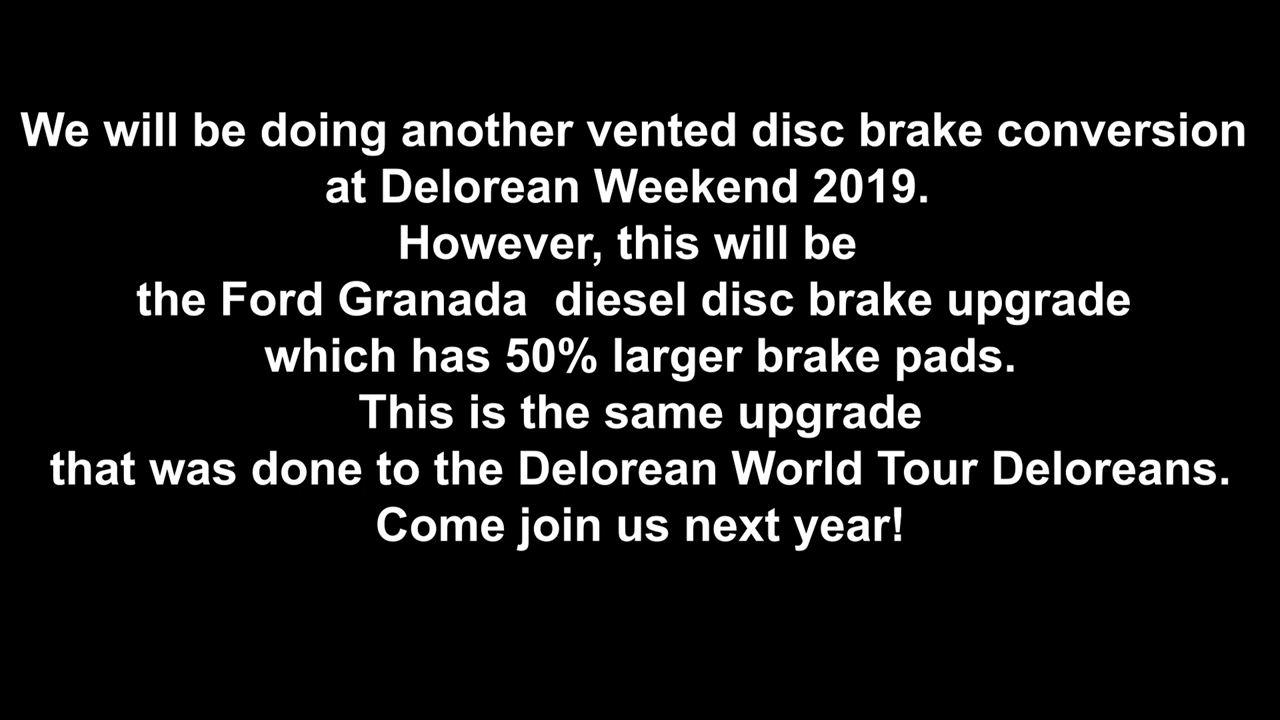 We will be doing another vented disc brake conversion
at Delorean Weekend 2019.
However, this will be
the Ford Granada  diesel disc brake upgrade
which has 50% larger brake pads.
This is the same upgrade
that was done to the Delorean World Tour Deloreans.
Come join us next year!